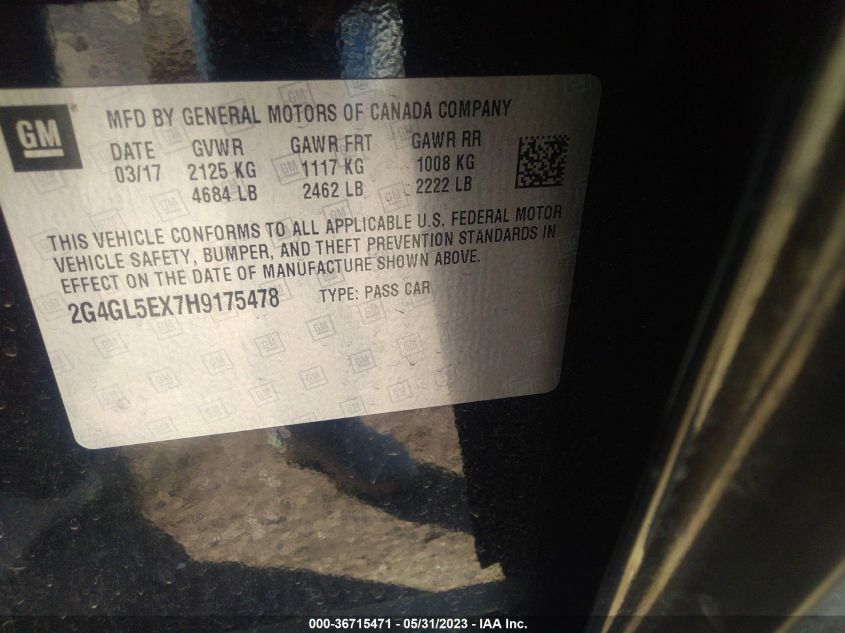 GM ® MFD BY GENERAL MOTORS OF CANADA COMPANY
DATE GVWR GAWR FRT GAWR RR
03/17 2125 KG 1117 KG 1008 KG
4684 LB 2462 LB 2222 LB
THIS VEHICLE CONFORMS TO ALL APPLICABLE U.S. FEDERAL MOTOR
VEHICLE SAFETY, BUMPER, AND THEFT PREVENTION STANDARDS IN
EFFECT ON THE DATE OF MANUFACTURE SHOWN ABOVE.
2G4GL5EX7H9175478 TYPE: PASS CAR
000-36715471 - 05/31/2023 - IAA Inc.